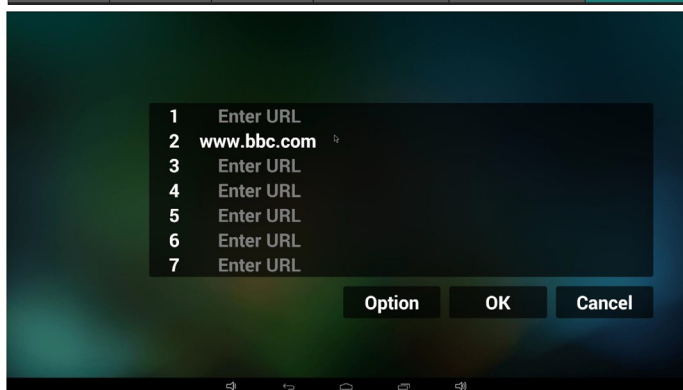 1 Enter URL
2 www.bbc.com
3 Enter URL
4 Enter URL
5 Enter URL
6 Enter URL
7 Enter URL
Option OK Cancel